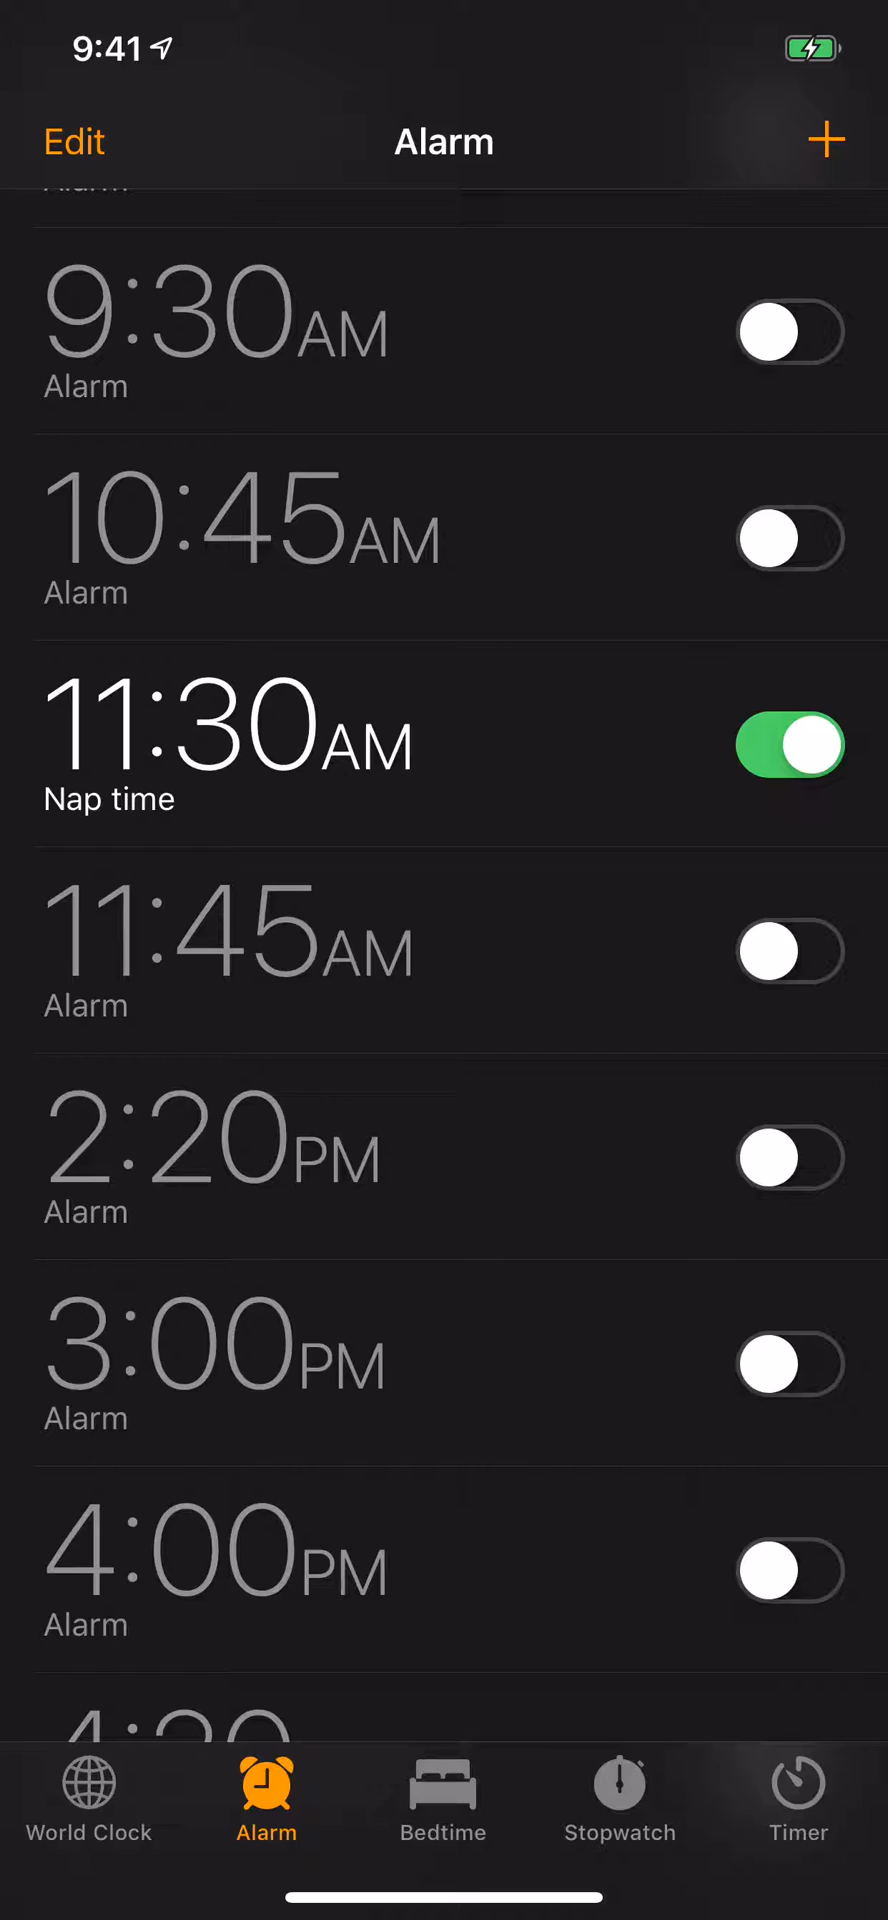 9:41
Edit
Alarm
+
9:30AM
Alarm
10:45AM
Alarm
11:30AM
Nap time
11:45AM
Alarm
2:20PM
Alarm
3:00PM
Alarm
4:00PM
Alarm
World Clock
Alarm
Bedtime
Stopwatch
Timer